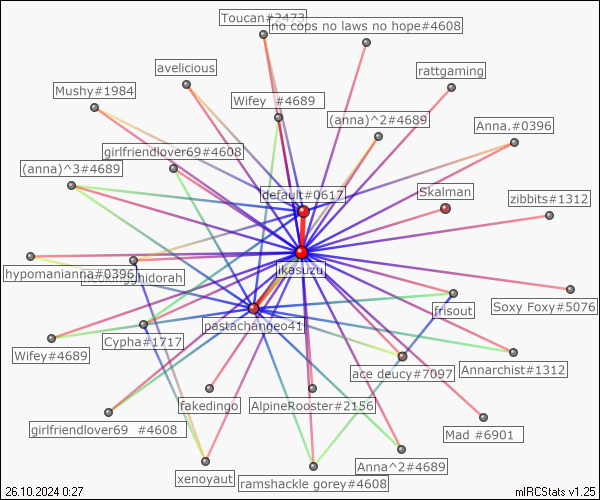 Toucan#2473
no cops no laws no hope#4608
avelicious
rattgaming
Mushy#1984
Wifey  #4689
(anna)^2#4689
Anna.#0396
girlfriendlover69#4608
(anna)^3#4689
default#0617
Skalman
zibbits#1312
hypomanianna#0396
ikasuzu
Soxy Foxy#5076
frisout
pastachangeo41
Wifey#4689
Cypha#1717
ace deucy#7097
Annarchist#1312
fakedingo
AlpineRooster#2156
girlfriendlover69  #4608
Mad #6901
Anna^2#4689
xenoyaut
ramshackle gorey#4608
26.10.2024 0:27
mIRCStats v1.25